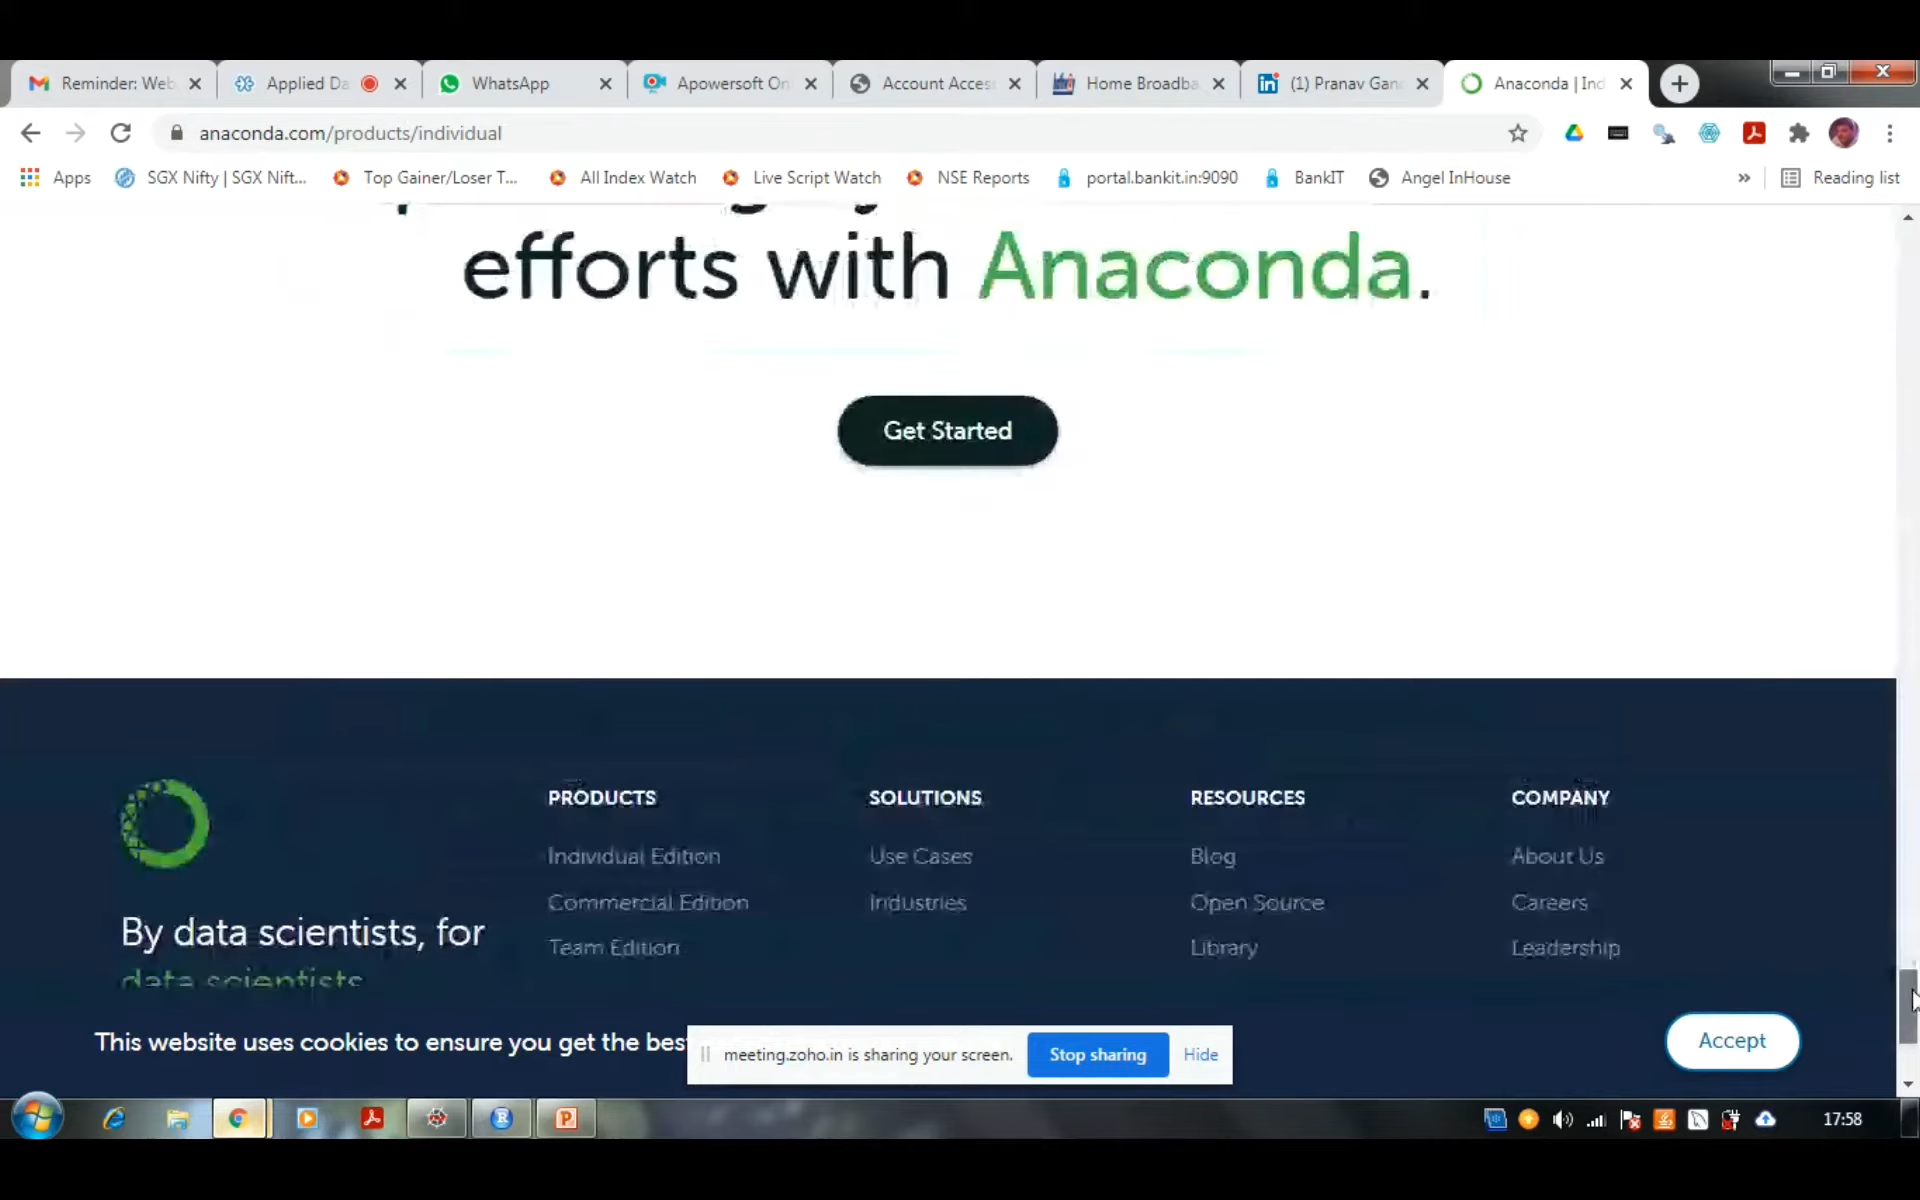 Reminder: Web
Applied Da
WhatsApp
Apowersoft On
Account Acces
Home Broadba
(1) Pranav Gan
Anaconda | Ind
anaconda.com/products/individual
Apps
SGX Nifty | SGX Nift...
Top Gainer/Loser T...
All Index Watch
Live Script Watch
NSE Reports
portal.bankit.in:9090
BankIT
Angel InHouse
»
Reading list
efforts with Anaconda.
Get Started
PRODUCTS
Individual Edition
Commercial Edition
Team Edition
SOLUTIONS
Use Cases
Industries
RESOURCES
Blog
Open Source
Library
COMPANY
About Us
Careers
Leadership
By data scientists, for
data scientists
This website uses cookies to ensure you get the bes
meeting.zoho.in is sharing your screen.
Stop sharing
Hide
Accept
17:58